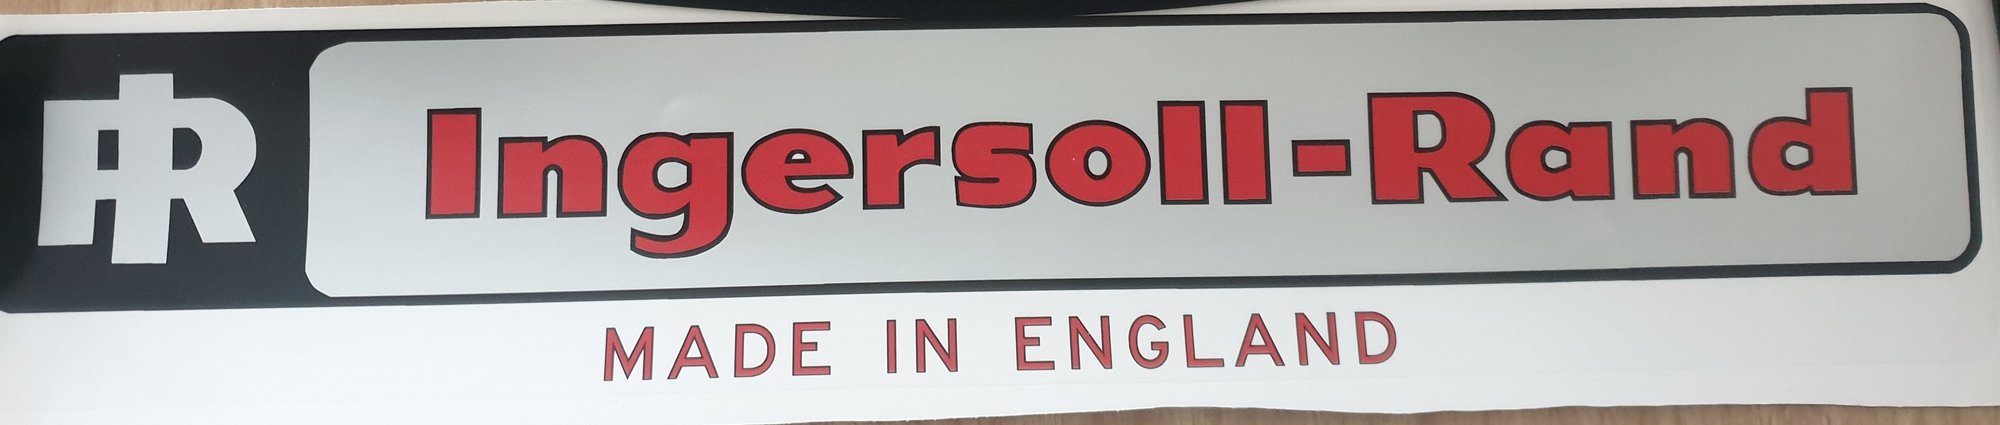 IR Ingersoll-Rand
MADE IN ENGLAND